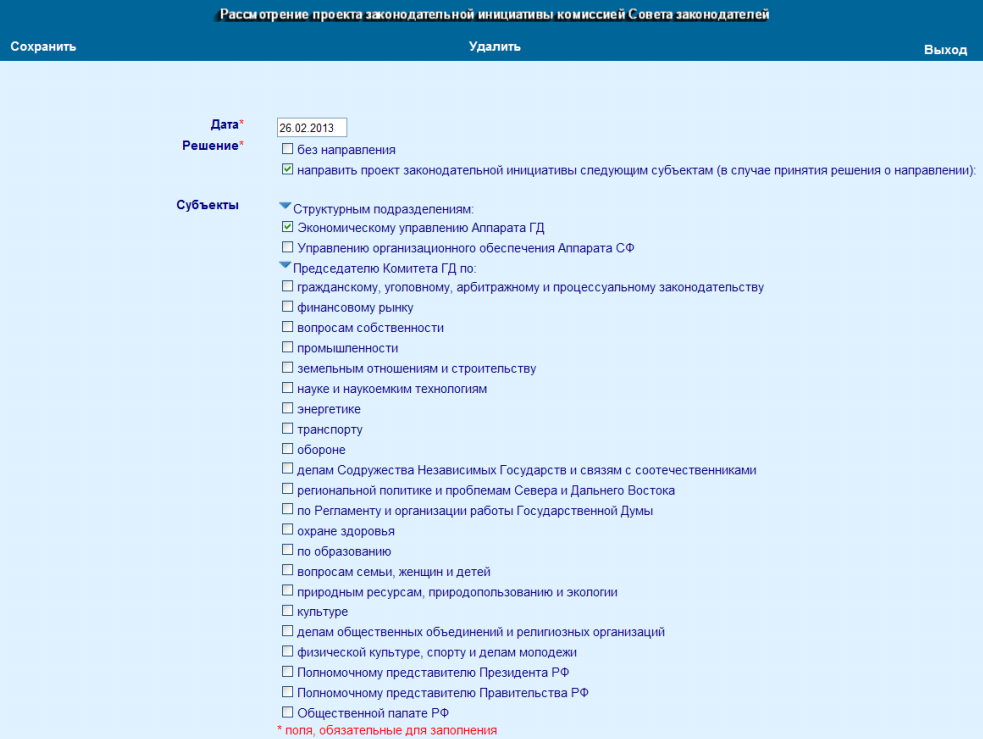 Рассмотрение проекта законодательной инициативы комиссией Совета законодателей
Сохранить Удалить Выход
Дата* 26.02.2013
Решение* без направления
направить проект законодательной инициативы следующим субъектам (в случае принятия решения о направлении):
Субъекты Структурным подразделениям:
Экономическому управлению Аппарата ГД
Управлению организационного обеспечения Аппарата СФ
Председателю Комитета ГД по:
гражданскому, уголовному, арбитражному и процессуальному законодательству
финансовому рынку
вопросам собственности
промышленности
земельным отношениям и строительству
науке и наукоемким технологиям
энергетике
транспорту
обороне
делам Содружества Независимых Государств и связям с соотечественниками
региональной политике и проблемам Севера и Дальнего Востока
по Регламенту и организации работы Государственной Думы
охране здоровья
по образованию
вопросам семьи, женщин и детей
природным ресурсам, природопользованию и экологии
культуре
делам общественных объединений и религиозных организаций
физической культуре, спорту и делам молодежи
Полномочному представителю Президента РФ
Полномочному представителю Правительства РФ
Общественной палате РФ
* поля, обязательные для заполнения